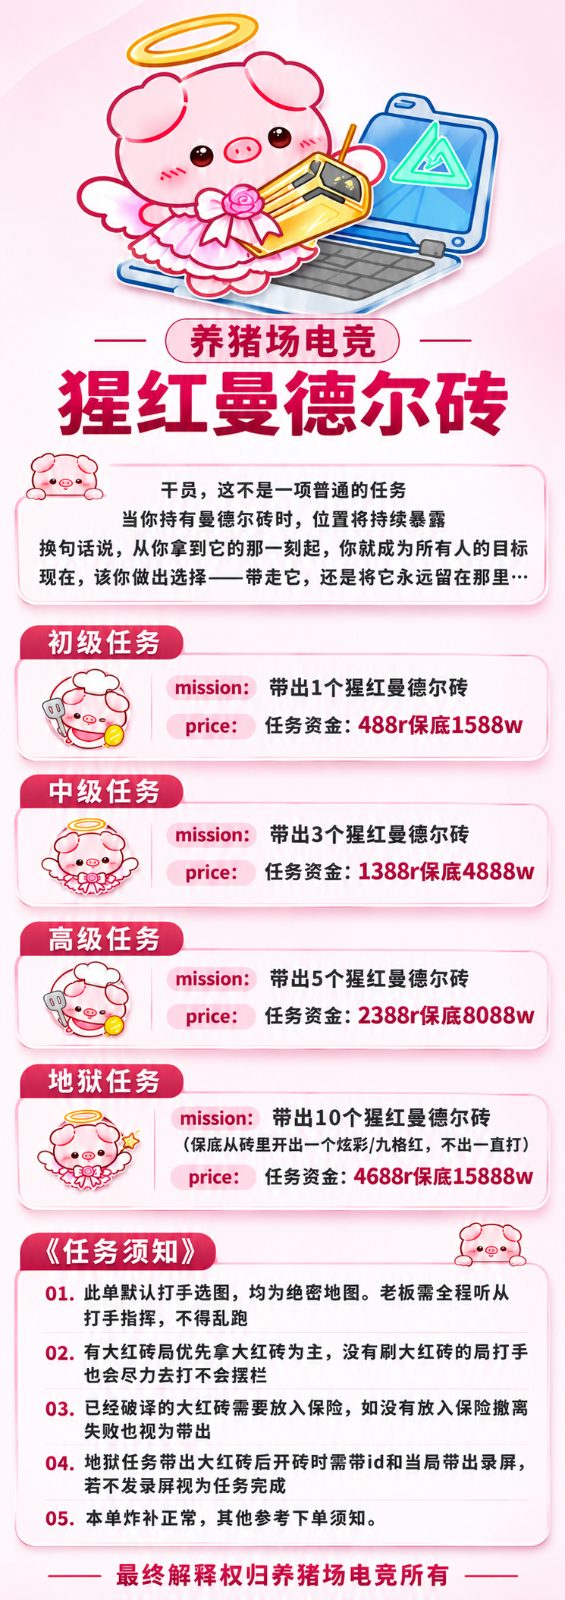 养猪场电竞
猩红曼德尔砖
干员，这不是一项普通的任务
当你持有曼德尔砖时，位置将持续暴露
换句话说，从你拿到它的那一刻起，你就成为所有人的目标
现在，该你做出选择——带走它，还是将它永远留在那里…
初级任务
mission: 带出1个猩红曼德尔砖
price: 任务资金：488r保底1588w
中级任务
mission: 带出3个猩红曼德尔砖
price: 任务资金：1388r保底4888w
高级任务
mission: 带出5个猩红曼德尔砖
price: 任务资金：2388r保底8088w
地狱任务
mission: 带出10个猩红曼德尔砖
（保底从砖里开出一个炫彩/九格红，不出一直打）
price: 任务资金：4688r保底15888w
《任务须知》
01. 此单默认打手选图，均为绝密地图。老板需全程听从
打手指挥，不得乱跑
02. 有大红砖局优先拿大红砖为主，没有刷大红砖的局打手
也会尽力去打不会摆栏
03. 已经破译的大红砖需要放入保险，如没有放入保险撤离
失败也视为带出
04. 地狱任务带出大红砖后开砖时需带id和当局带出录屏，
若不发录屏视为任务完成
05. 本单炸补正常，其他参考下单须知。
最终解释权归养猪场电竞所有